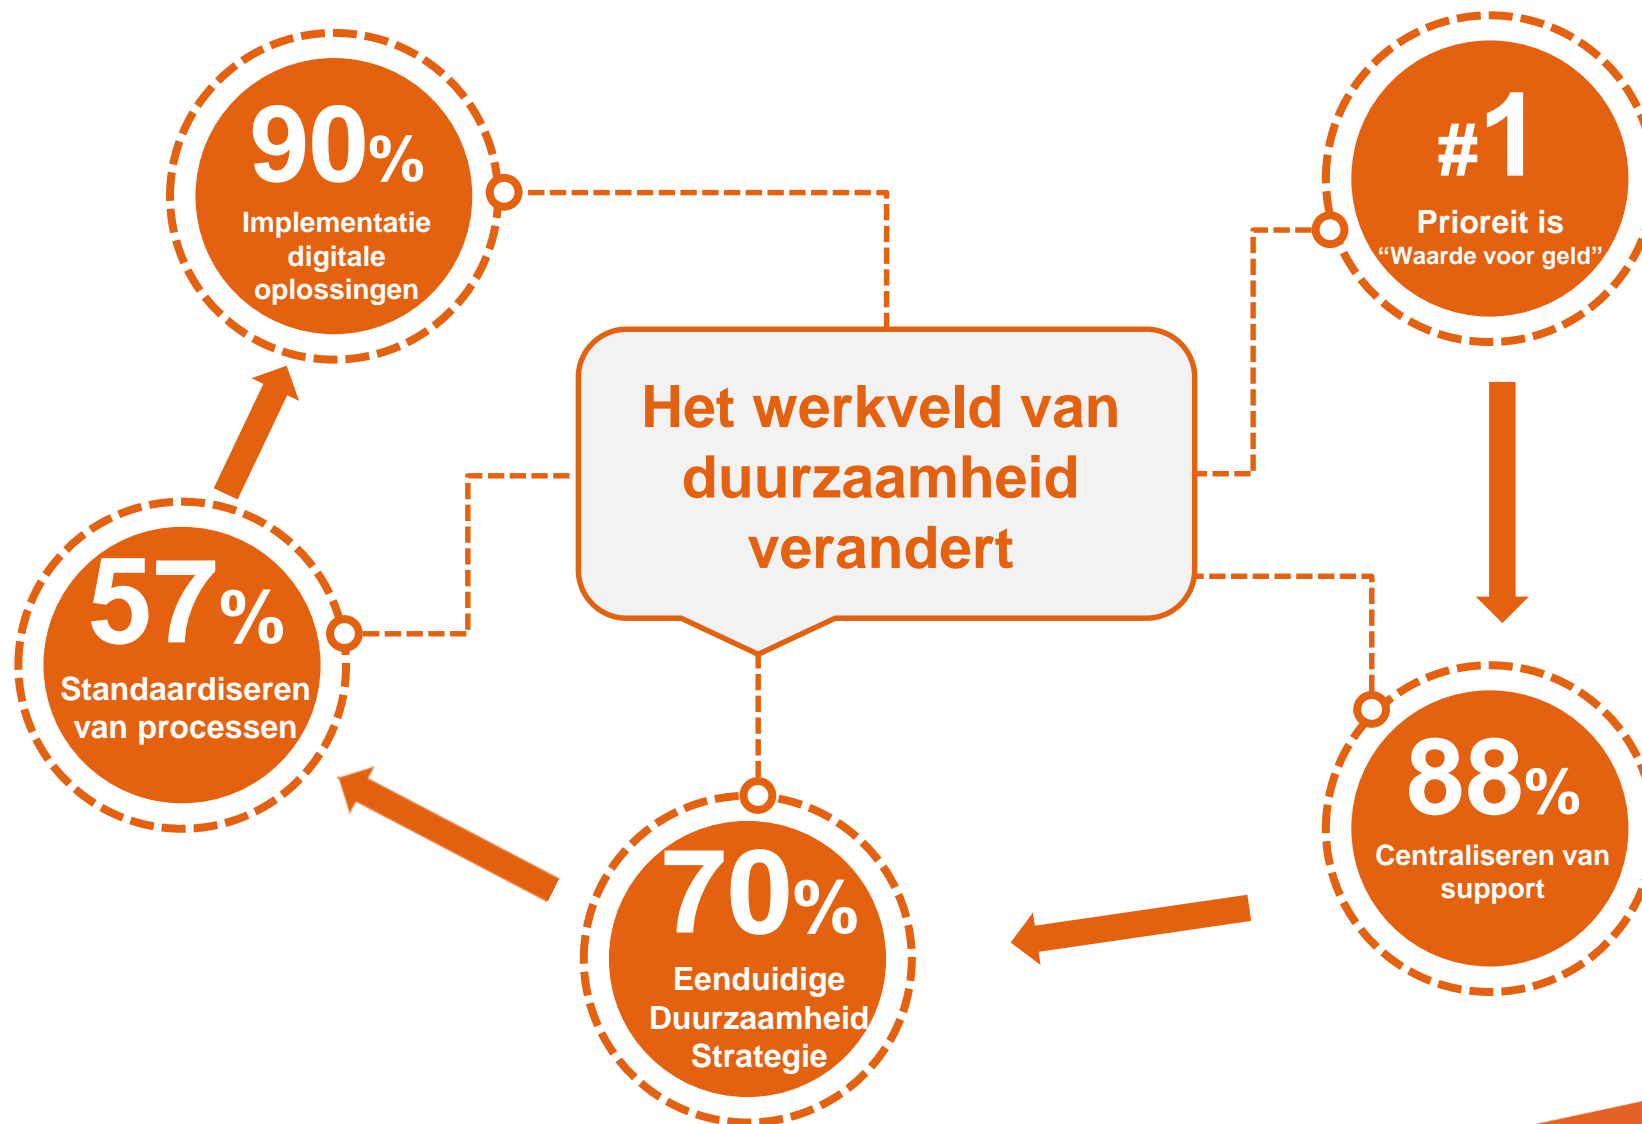 90%
Implementatie
digitale
oplossingen
#1
Prioreit is
“Waarde voor geld”
Het werkveld van
duurzaamheid
verandert
57%
Standaardiseren
van processen
88%
Centraliseren van
support
70%
Eenduidige
Duurzaamheid
Strategie